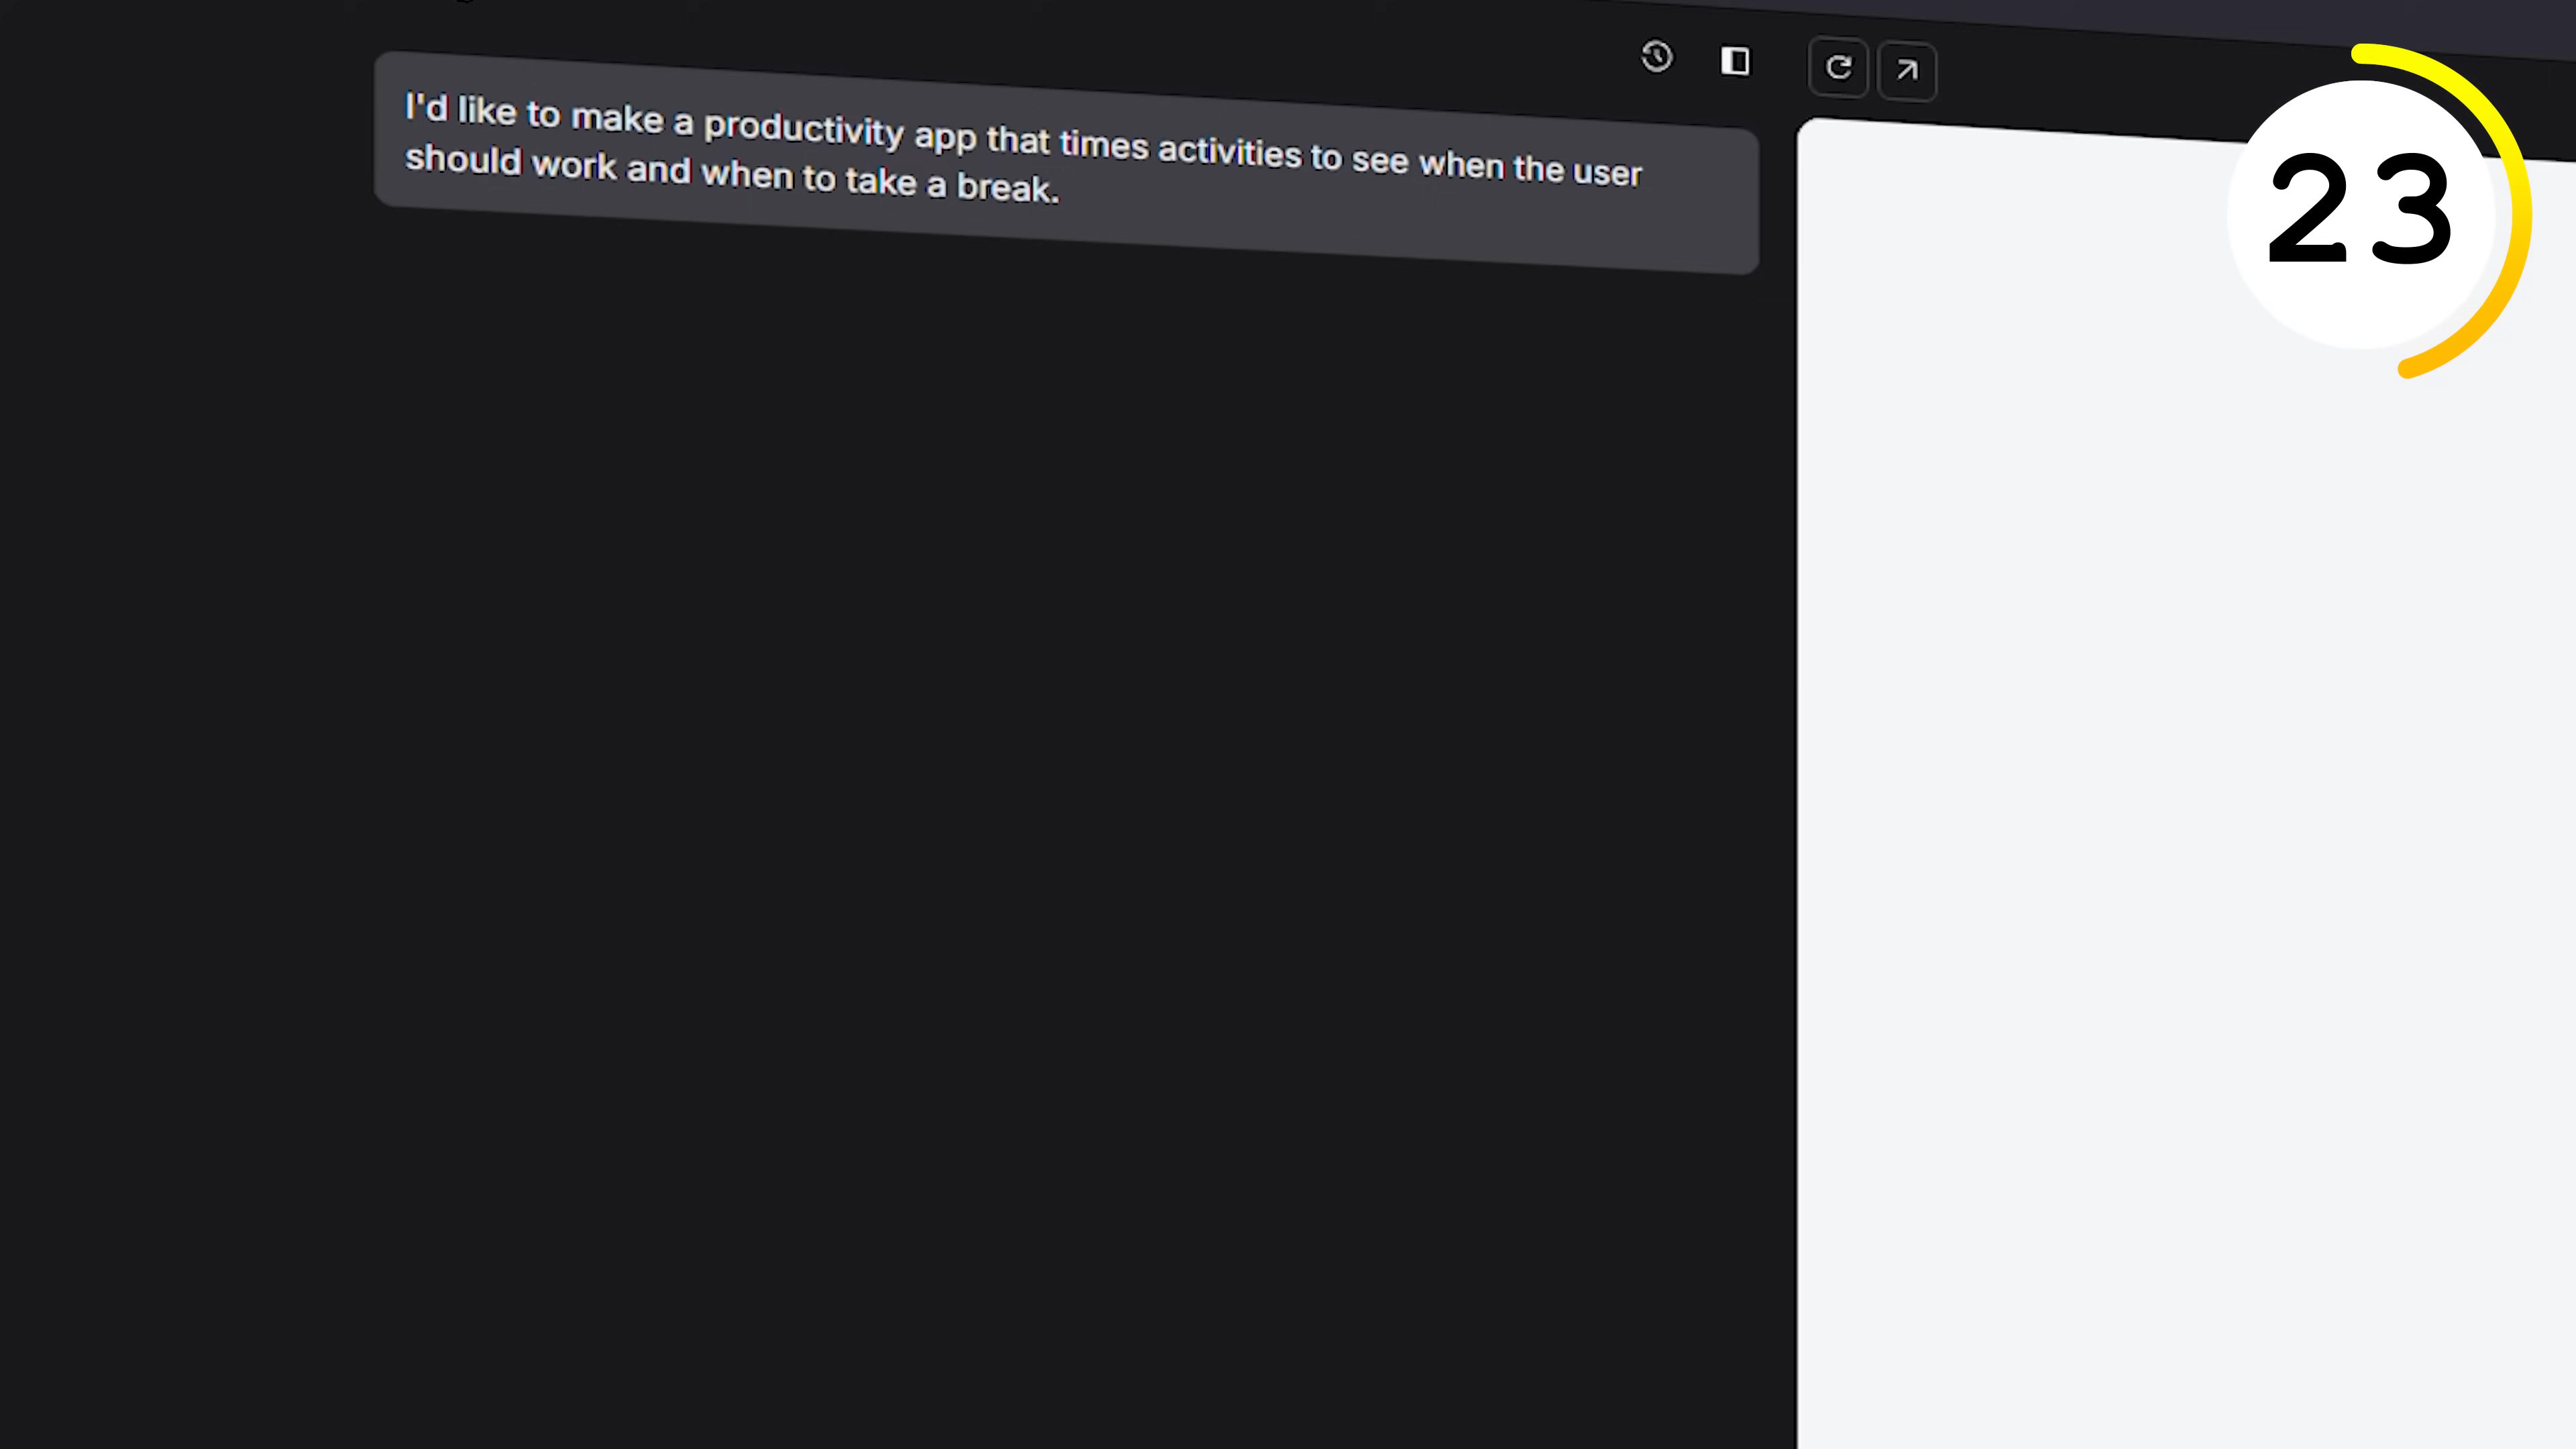 I'd like to make a productivity app that times activities to see when the user
should work and when to take a break.
23